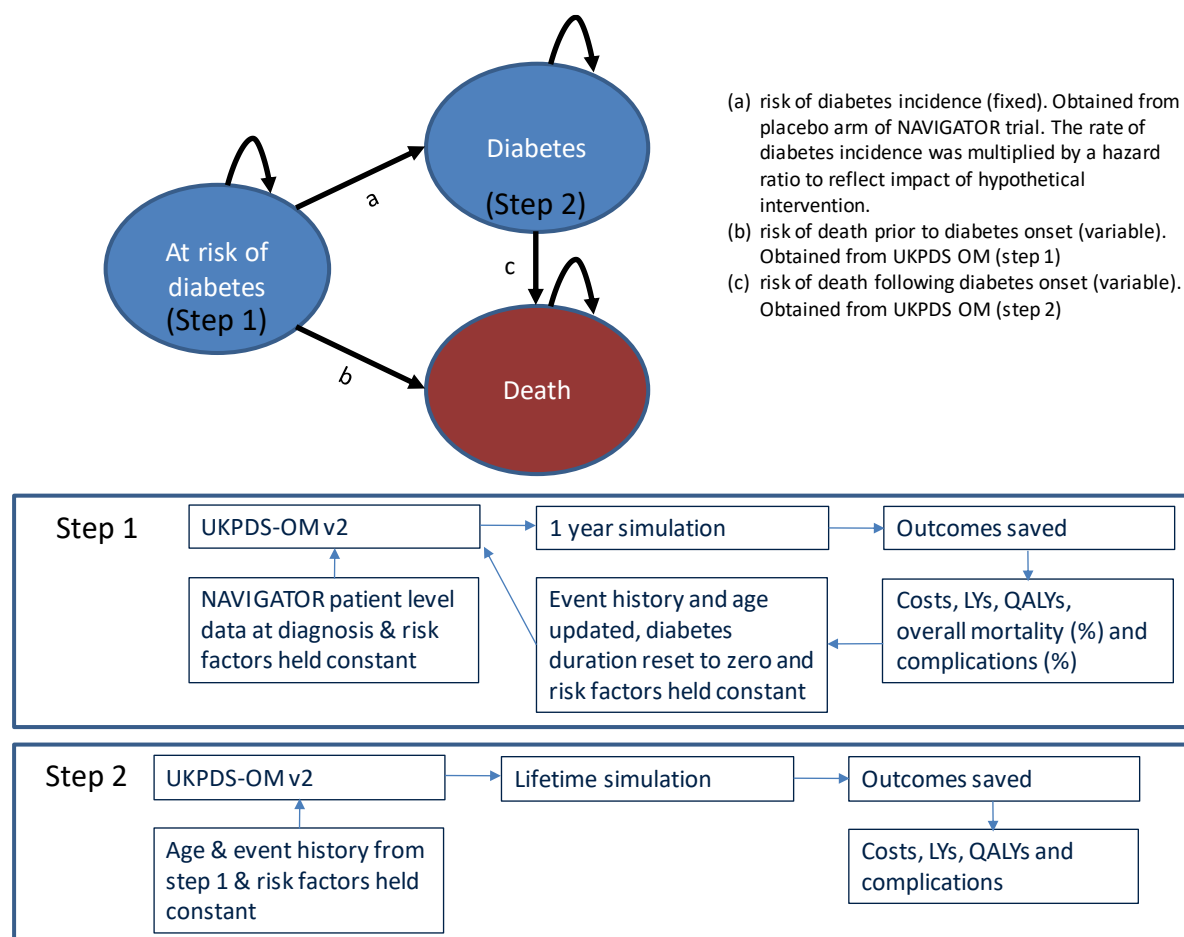 Diabetes
(Step 2)
At risk of
diabetes
(Step 1)
Death
a
b
c
(a) risk of diabetes incidence (fixed). Obtained from
placebo arm of NAVIGATOR trial. The rate of
diabetes incidence was multiplied by a hazard
ratio to reflect impact of hypothetical
intervention.
(b) risk of death prior to diabetes onset (variable).
Obtained from UKPDS OM (step 1)
(c) risk of death following diabetes onset (variable).
Obtained from UKPDS OM (step 2)
Step 1
UKPDS-OM v2
1 year simulation
Outcomes saved
NAVIGATOR patient level
data at diagnosis & risk
factors held constant
Event history and age
updated, diabetes
duration reset to zero and
risk factors held constant
Costs, LYs, QALYs,
overall mortality (%) and
complications (%)
Step 2
UKPDS-OM v2
Lifetime simulation
Outcomes saved
Age & event history from
step 1 & risk factors held
constant
Costs, LYs, QALYs and
complications